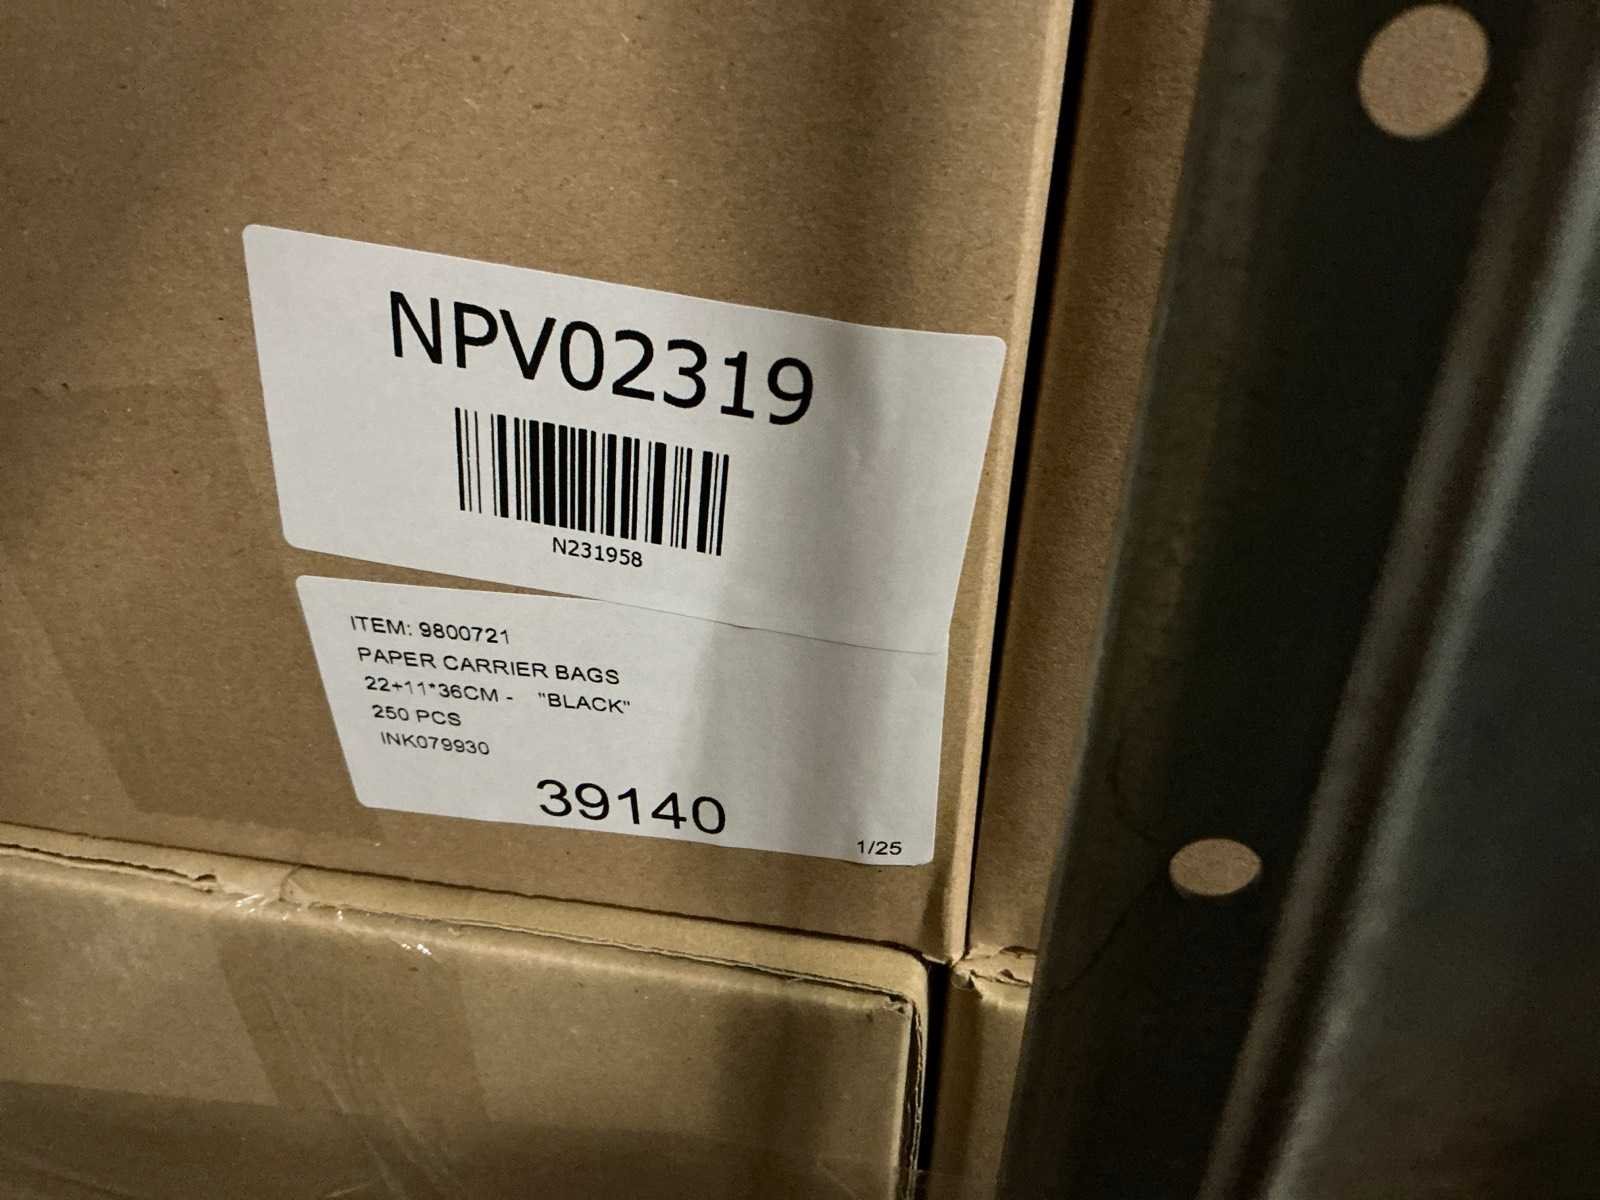 NPV02319
N231958
ITEM: 9800721
PAPER CARRIER BAGS
22+11*36CM - "BLACK"
250 PCS
INK079930
39140
1/25